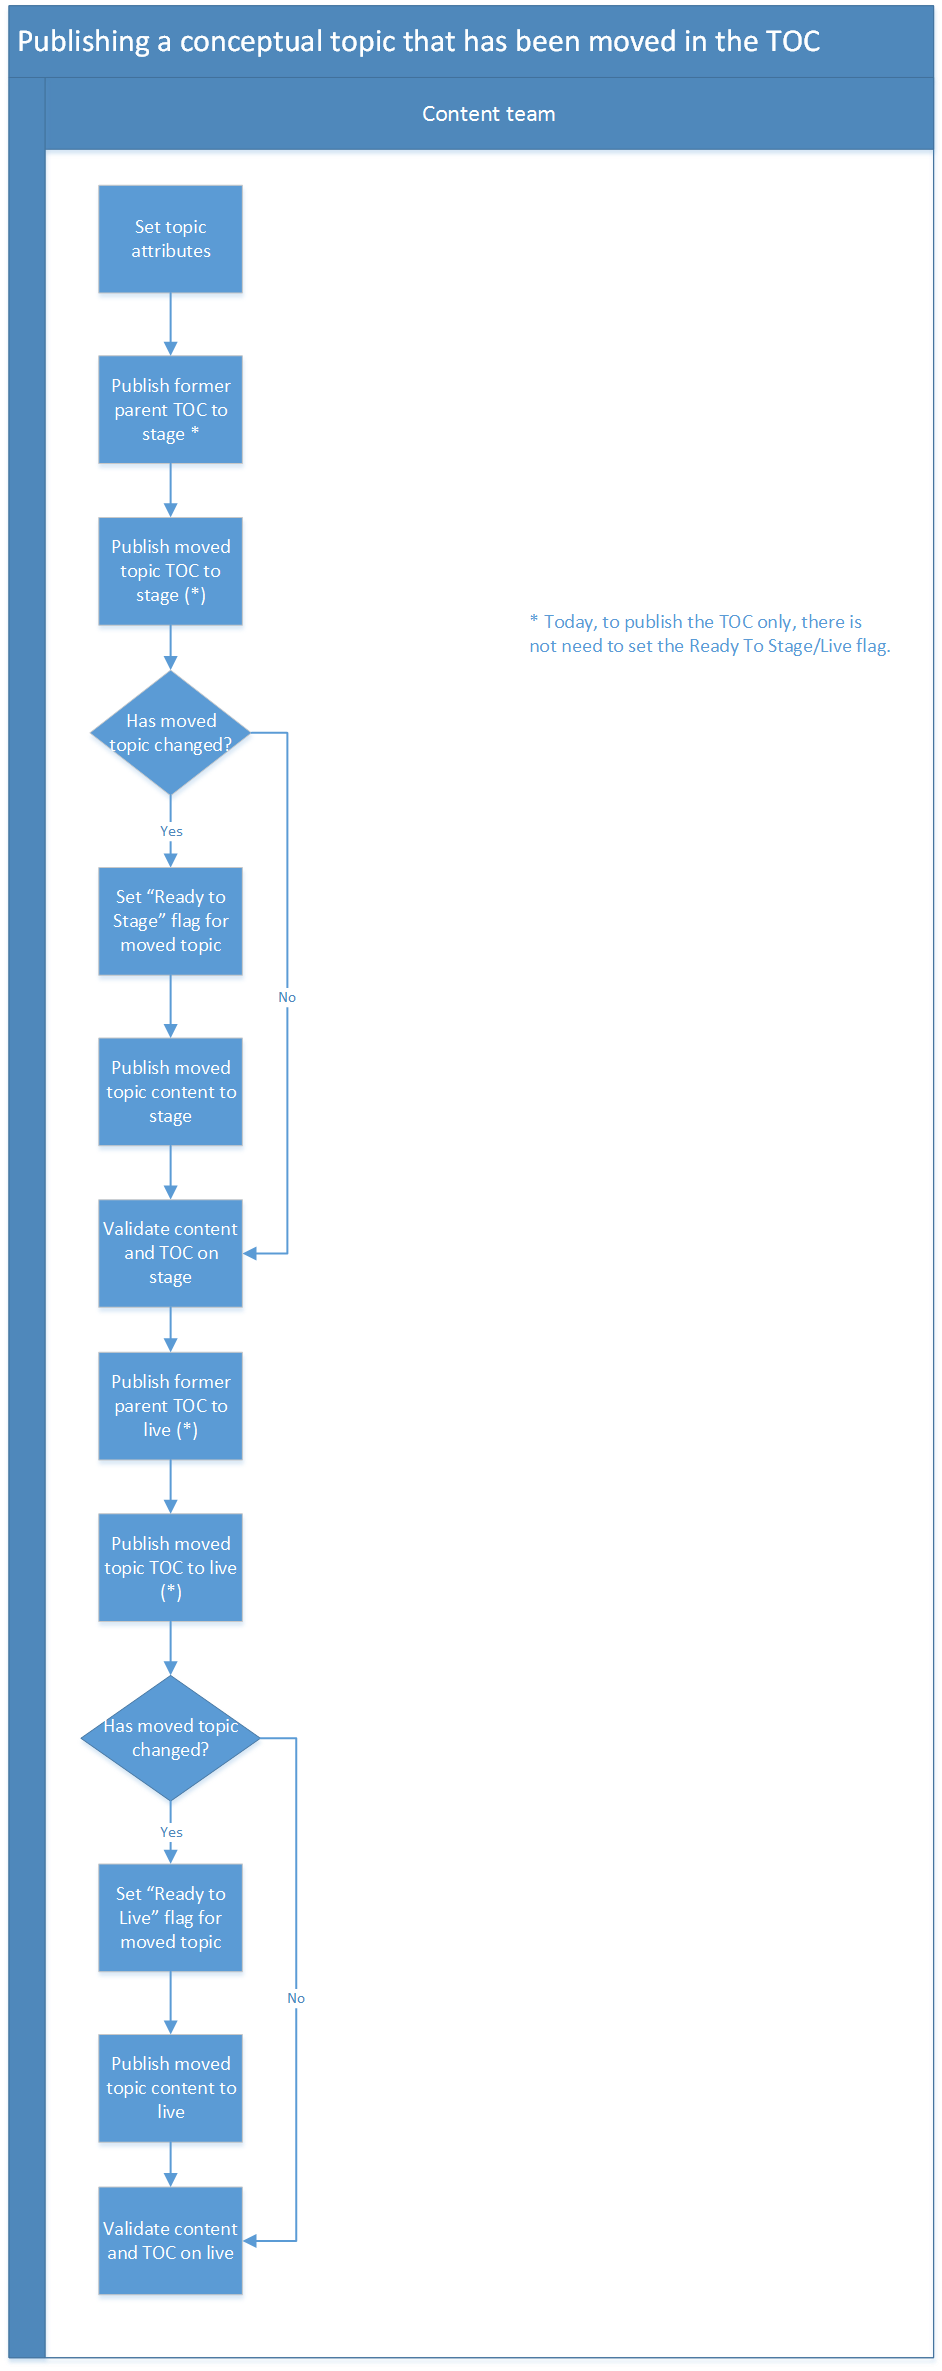 Publishing a conceptual topic that has been moved in the TOC
Content team
Set topic
attributes
Publish former
parent TOC to
stage *
Publish moved
topic TOC to
stage (*)
* Today, to publish the TOC only, there is
not need to set the Ready To Stage/Live flag.
Has moved
topic changed?
Yes
Set “Ready to
Stage” flag for
moved topic
No
Publish moved
topic content to
stage
Validate content
and TOC on
stage
Publish former
parent TOC to
live (*)
Publish moved
topic TOC to live
(*)
Has moved topic
changed?
Yes
Set “Ready to
Live” flag for
moved topic
No
Publish moved
topic content to
live
Validate content
and TOC on live